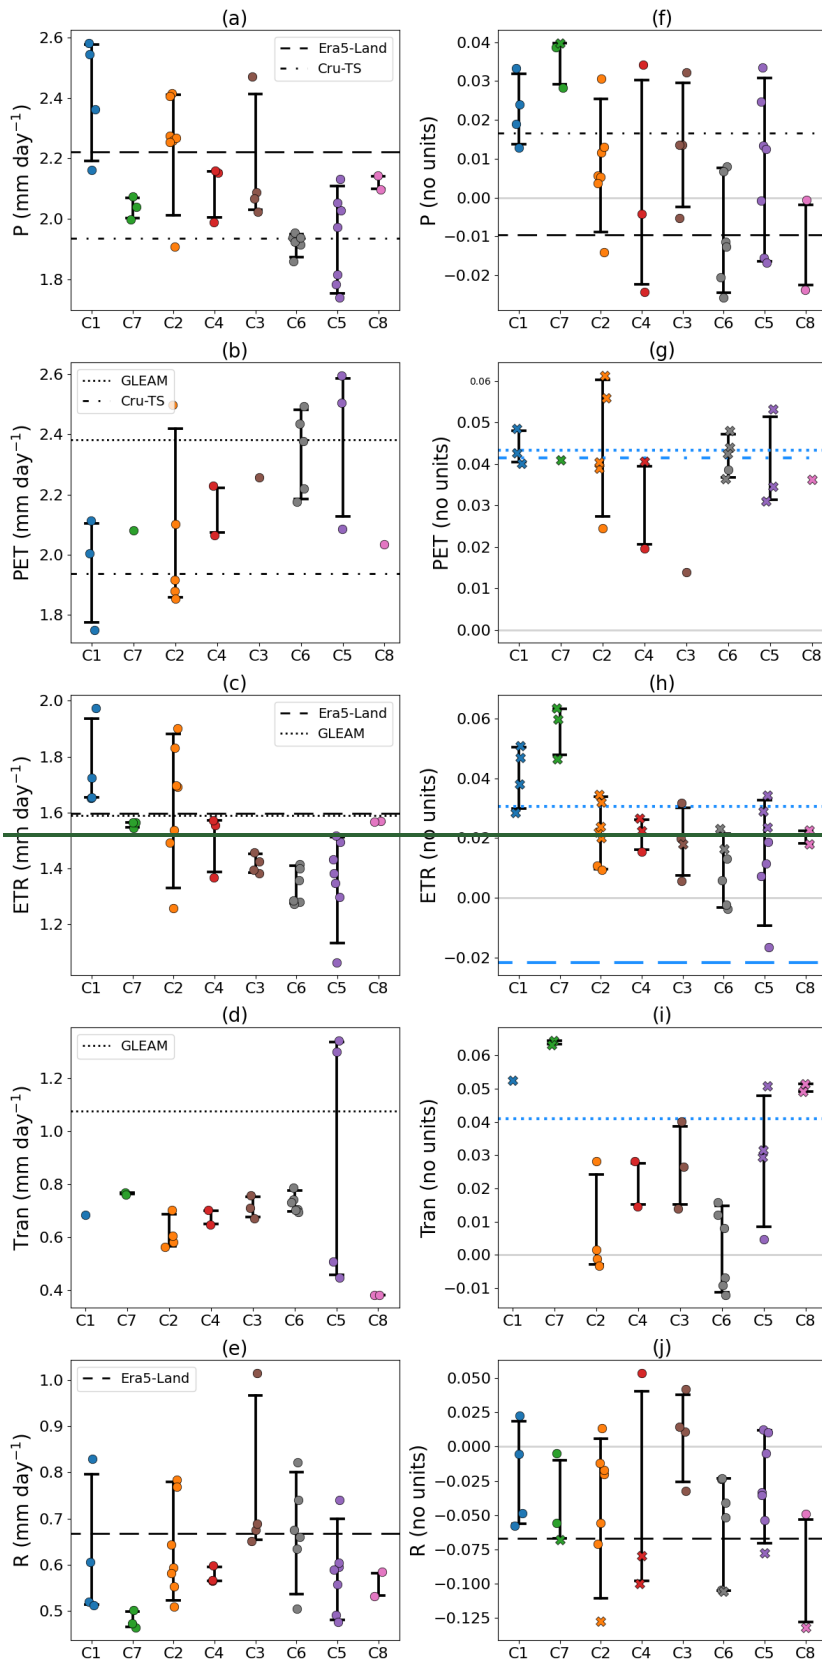 (a)
P (mm day⁻¹)
2.6
2.4
2.2
2.0
1.8
Era5-Land
Cru-TS
C1 C7 C2 C4 C3 C6 C5 C8
(f)
P (no units)
0.04
0.03
0.02
0.01
0.00
−0.01
−0.02
C1 C7 C2 C4 C3 C6 C5 C8
(b)
PET (mm day⁻¹)
2.6
2.4
2.2
2.0
1.8
GLEAM
Cru-TS
C1 C7 C2 C4 C3 C6 C5 C8
(g)
PET (no units)
0.06
0.05
0.04
0.03
0.02
0.01
0.00
C1 C7 C2 C4 C3 C6 C5 C8
(c)
ETR (mm day⁻¹)
2.0
1.8
1.6
1.4
1.2
Era5-Land
GLEAM
C1 C7 C2 C4 C3 C6 C5 C8
(h)
ETR (no units)
0.06
0.04
0.02
0.00
−0.02
C1 C7 C2 C4 C3 C6 C5 C8
(d)
Tran (mm day⁻¹)
1.2
1.0
0.8
0.6
0.4
GLEAM
C1 C7 C2 C4 C3 C6 C5 C8
(i)
Tran (no units)
0.06
0.05
0.04
0.03
0.02
0.01
0.00
−0.01
C1 C7 C2 C4 C3 C6 C5 C8
(e)
R (mm day⁻¹)
1.0
0.9
0.8
0.7
0.6
0.5
Era5-Land
C1 C7 C2 C4 C3 C6 C5 C8
(j)
R (no units)
0.050
0.025
0.000
−0.025
−0.050
−0.075
−0.100
−0.125
C1 C7 C2 C4 C3 C6 C5 C8